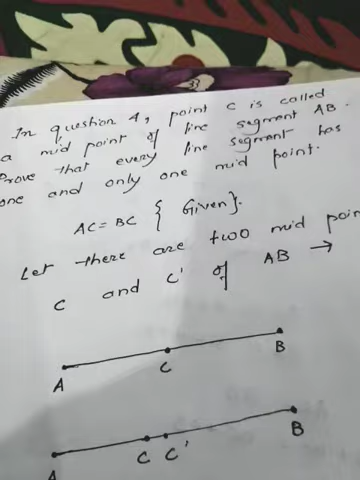 In question 4, point C is called
a mid point of line segment AB.
Prove that every line segment has
one and only one mid point.
AC = BC { Given}.
Let there are two mid poin
C and C' of AB →
A C B
A C C' B